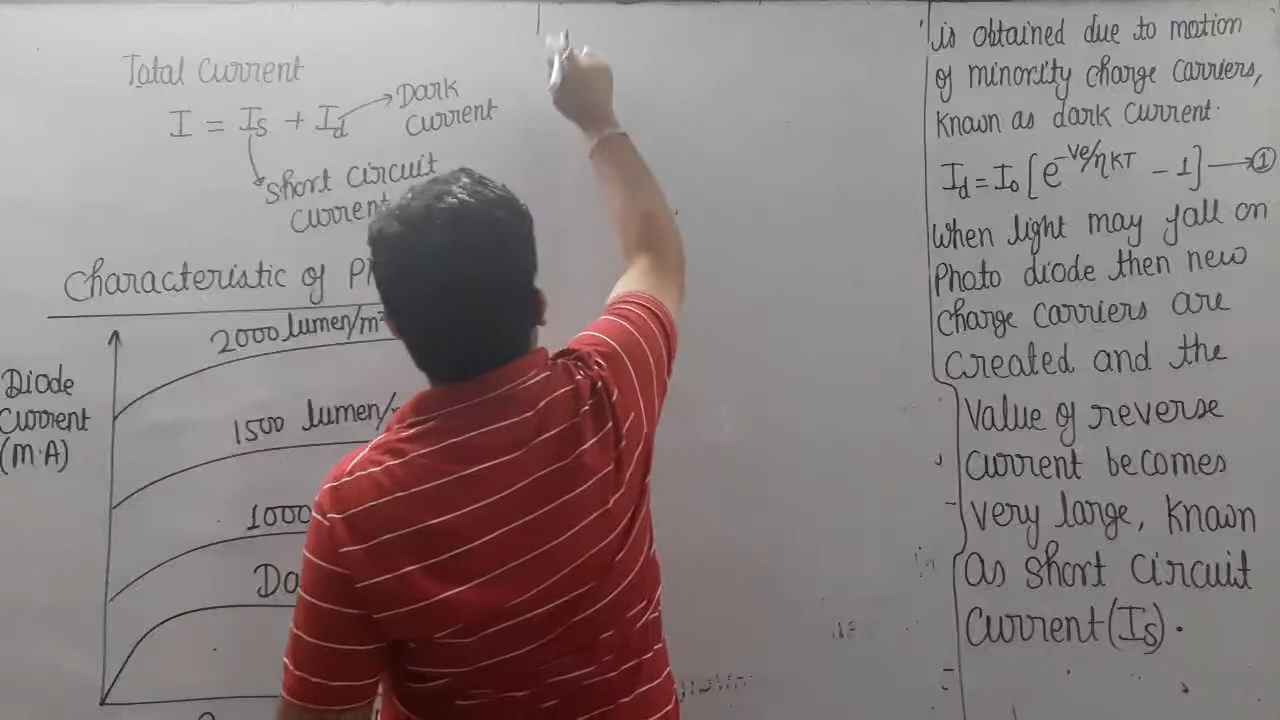 Total Current
I = Is + Id → Dark
Current
Short circuit
Current
Characteristic of
2000 lumen/m²
Diode
Current
(m.A)
1500 lumen/
1000
is obtained due to motion
of minority charge carriers,
known as dark current.
Id = I₀ [e^-Ve/ηKT - 1] → ①
When light may fall on
Photo diode then new
Charge carriers are
Created and the
Value of reverse
Current becomes
Very large, known
as short circuit
Current (Is).